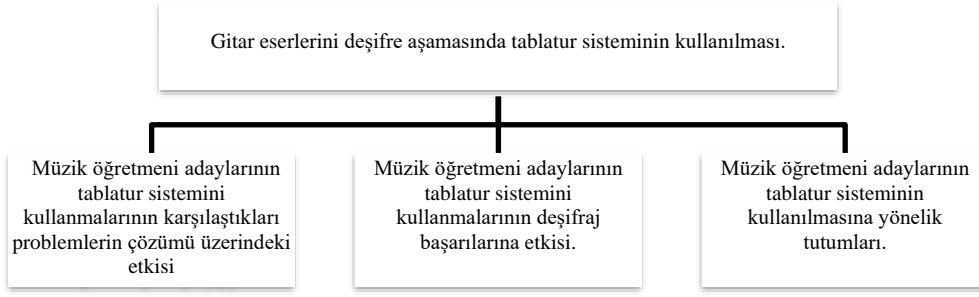 Gitar eserlerini deşifre aşamasında tablatur sisteminin kullanılması.
Müzik öğretmeni adaylarının
tablatur sistemini
kullanmalarının karşılaştıkları
problemlerin çözümü üzerindeki
etkisi
Müzik öğretmeni adaylarının
tablatur sistemini
kullanmalarının deşifraj
başarılarına etkisi.
Müzik öğretmeni adaylarının
tablatur sisteminin
kullanılmasına yönelik
tutumları.